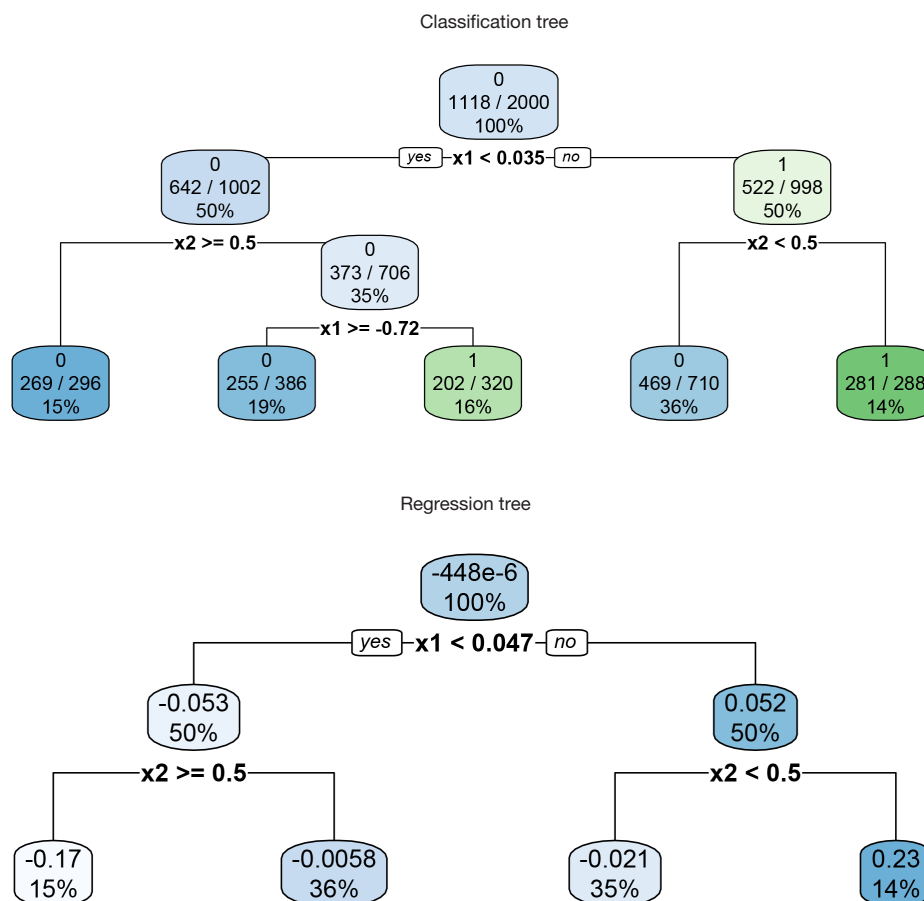 Classification tree
0
1118 / 2000
100%
yes x1 < 0.035 no
0
642 / 1002
50%
1
522 / 998
50%
x2 >= 0.5
x2 < 0.5
0
373 / 706
35%
x1 >= -0.72
0
269 / 296
15%
0
255 / 386
19%
1
202 / 320
16%
0
469 / 710
36%
1
281 / 288
14%
Regression tree
-448e-6
100%
yes x1 < 0.047 no
-0.053
50%
0.052
50%
x2 >= 0.5
x2 < 0.5
-0.17
15%
-0.0058
36%
-0.021
35%
0.23
14%